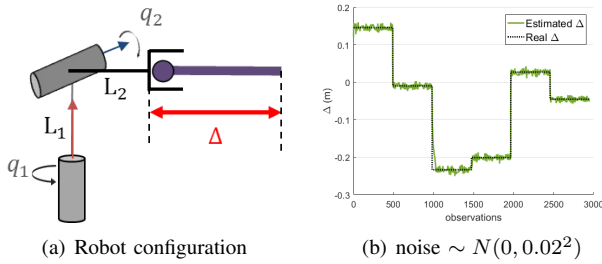 q₂
L₂
L₁
Δ
q₁
(a) Robot configuration
0.2
0.1
0
-0.1
-0.2
-0.3
Δ (m)
Estimated Δ
Real Δ
0 500 1000 1500 2000 2500 3000
observations
(b) noise ∼ N(0, 0.02²)